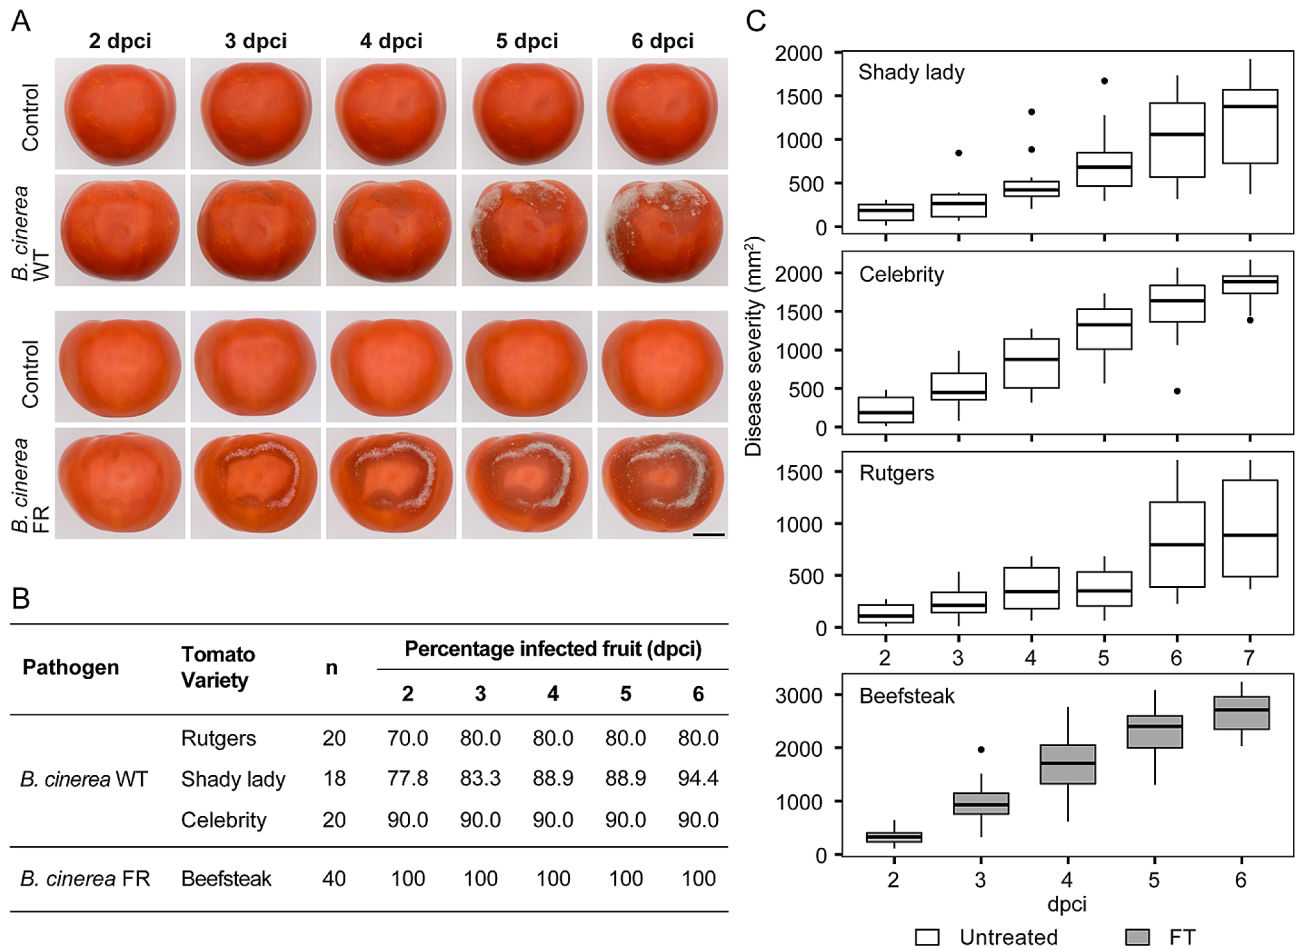 A
2 dpci 3 dpci 4 dpci 5 dpci 6 dpci
Control
B. cinerea
WT
Control
B. cinerea
FR
B
Pathogen Tomato Variety n Percentage infected fruit (dpci)
2 3 4 5 6
B. cinerea WT
Rutgers 20 70.0 80.0 80.0 80.0 80.0
Shady lady 18 77.8 83.3 88.9 88.9 94.4
Celebrity 20 90.0 90.0 90.0 90.0 90.0
B. cinerea FR Beefsteak 40 100 100 100 100 100
C
Disease severity (mm²)
Shady lady
2000
1500
1000
500
0
Celebrity
2000
1500
1000
500
0
Rutgers
1500
1000
500
0
2 3 4 5 6 7
Beefsteak
3000
2000
1000
0
2 3 4 5 6
dpci
Untreated FT